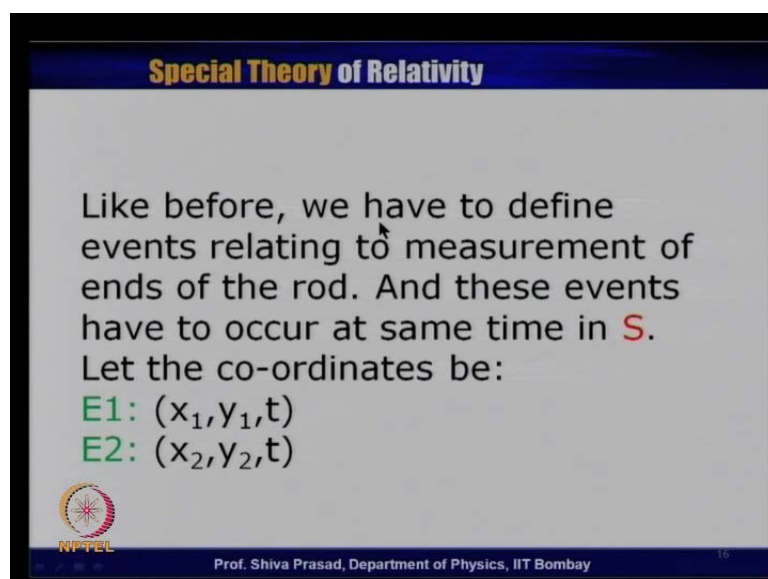 Special Theory of Relativity
Like before, we have to define
events relating to measurement of
ends of the rod. And these events
have to occur at same time in S.
Let the co-ordinates be:
E1: (x₁,y₁,t)
E2: (x₂,y₂,t)
NPTEL
16
Prof. Shiva Prasad, Department of Physics, IIT Bombay